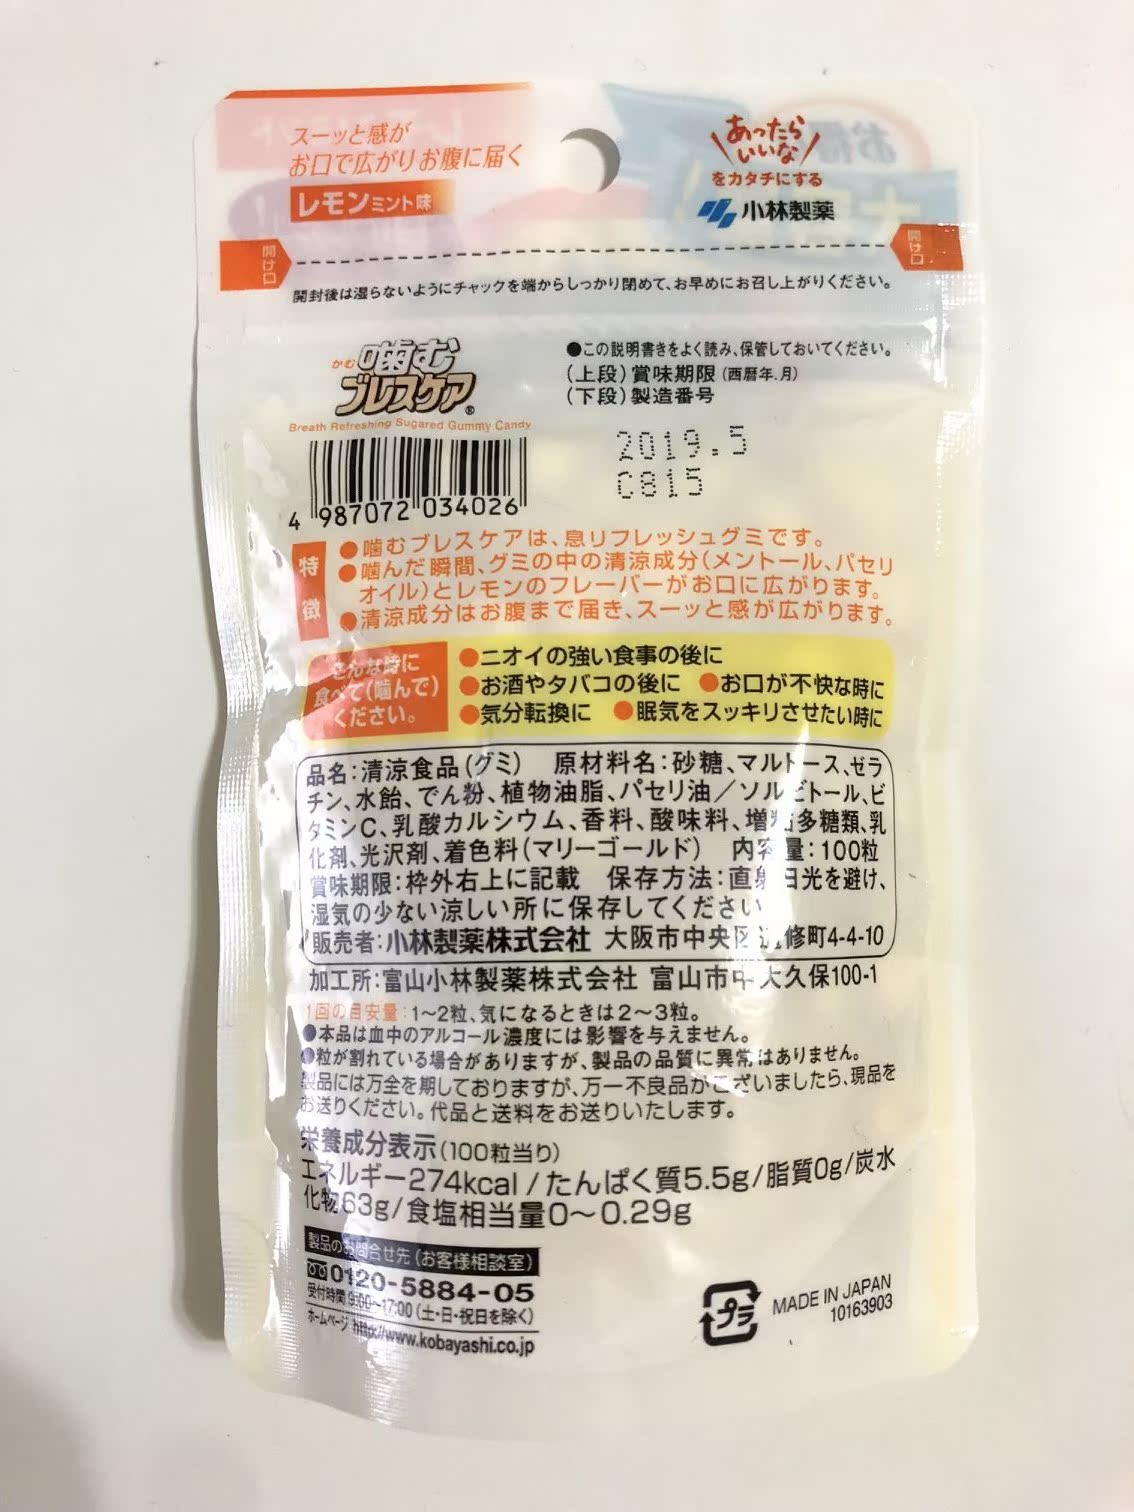 スーッと感が
お口で広がりお腹に届く
レモンミント味
あったら
いいな
をカタチにする
小林製薬
開け口
開け口
開封後は湿らないようにチャックを端からしっかり閉めて、お早めにお召し上がりください。
かむ
噛む
ブレスケア®
Breath Refreshing Sugared Gummy Candy
4 987072 034026
●この説明書きをよく読み、保管しておいてください。
(上段)賞味期限(西暦年.月)
(下段)製造番号
2019.5
C815
特徴
●噛むブレスケアは、息リフレッシュグミです。
●噛んだ瞬間、グミの中の清涼成分(メントール、パセリ
オイル)とレモンのフレーバーがお口に広がります。
●清涼成分はお腹まで届き、スーッと感が広がります。
こんな時に
食べて(噛んで)
ください。
●ニオイの強い食事の後に
●お酒やタバコの後に ●お口が不快な時に
●気分転換に ●眠気をスッキリさせたい時に
品名:清涼食品(グミ) 原材料名:砂糖、マルトース、ゼラ
チン、水飴、でん粉、植物油脂、パセリ油/ソルビトール、ビ
タミンC、乳酸カルシウム、香料、酸味料、増粘多糖類、乳
化剤、光沢剤、着色料(マリーゴールド) 内容量:100粒
賞味期限:枠外右上に記載 保存方法:直射日光を避け、
湿気の少ない涼しい所に保存してください
販売者:小林製薬株式会社 大阪市中央区道修町4-4-10
加工所:富山小林製薬株式会社 富山市中大久保100-1
1回の目安量:1〜2粒、気になるときは2〜3粒。
●本品は血中のアルコール濃度には影響を与えません。
●粒が割れている場合がありますが、製品の品質に異常はありません。
製品には万全を期しておりますが、万一不良品がございましたら、現品を
お送りください。代品と送料をお送りいたします。
栄養成分表示(100粒当り)
エネルギー274kcal/たんぱく質5.5g/脂質0g/炭水
化物63g/食塩相当量0〜0.29g
製品のお問合せ先(お客様相談室)
0120-5884-05
受付時間9:00〜17:00(土・日・祝日を除く)
ホームページ http://www.kobayashi.co.jp
プラ
MADE IN JAPAN
10163903